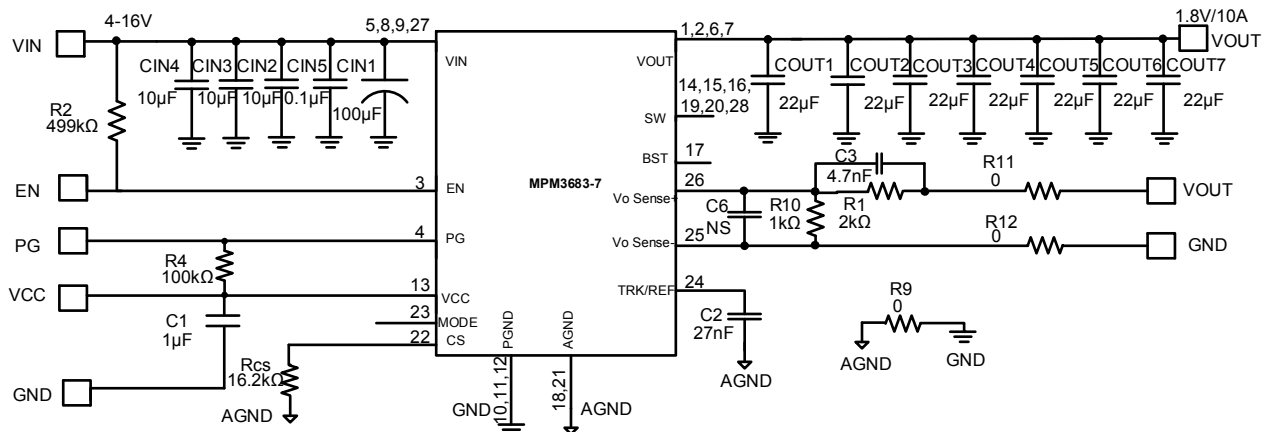 4-16V
VIN
5,8,9,27
VIN
CIN4
10µF
CIN3
10µF
CIN2
10µF
CIN5
0.1µF
CIN1
100µF
R2
499kΩ
EN
3
EN
PG
4
PG
R4
100kΩ
VCC
13
VCC
C1
1µF
23
MODE
22
CS
Rcs
16.2kΩ
AGND
GND
MPM3683-7
PGND
10,11,12
GND
AGND
18,21
AGND
1,2,6,7
VOUT
1.8V/10A
VOUT
COUT1
22µF
COUT2
22µF
COUT3
22µF
COUT4
22µF
COUT5
22µF
COUT6
22µF
COUT7
22µF
14,15,16,
19,20,28
SW
17
BST
26
Vo Sense+
C6
NS
R10
1kΩ
C3
4.7nF
R1
2kΩ
R11
0
VOUT
Vo Sense-
25
R12
0
GND
24
TRK/REF
C2
27nF
AGND
R9
0
AGND
GND